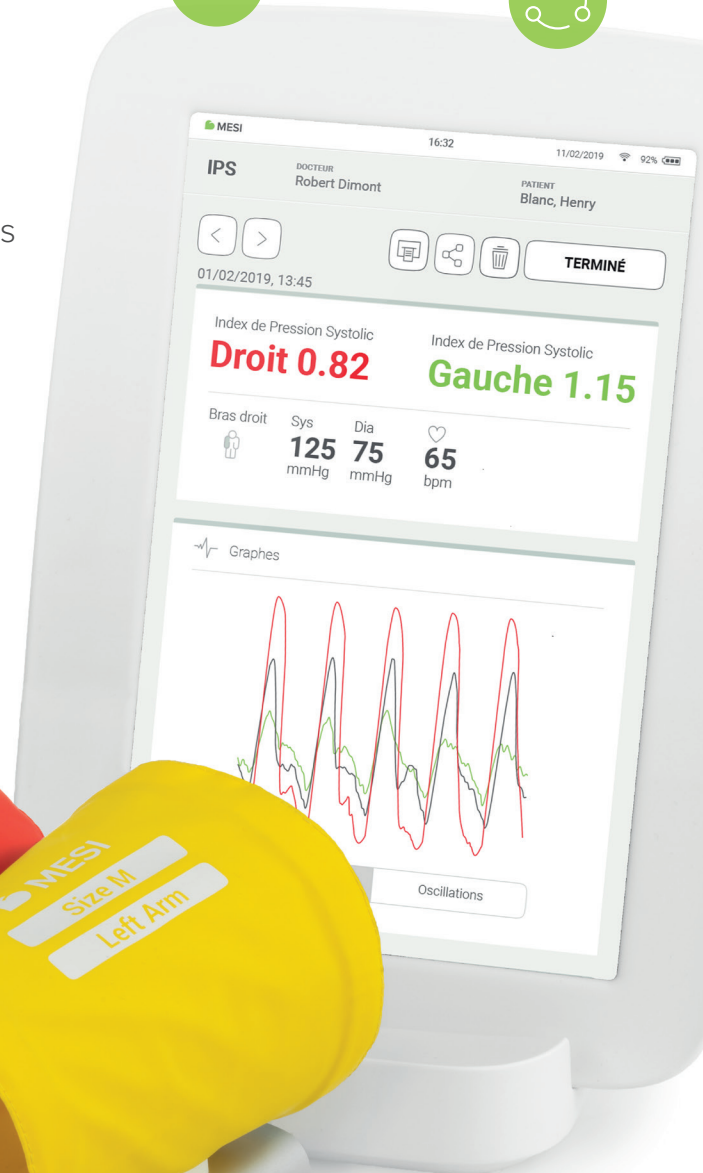 s
MESI
16:32
11/02/2019
92%
IPS
DOCTEUR
Robert Dimont
PATIENT
Blanc, Henry
TERMINÉ
01/02/2019, 13:45
Index de Pression Systolic
Droit 0.82
Index de Pression Systolic
Gauche 1.15
Bras droit
Sys
125
mmHg
Dia
75
mmHg
65
bpm
Graphes
Oscillations
MESI
Size M
Left Arm